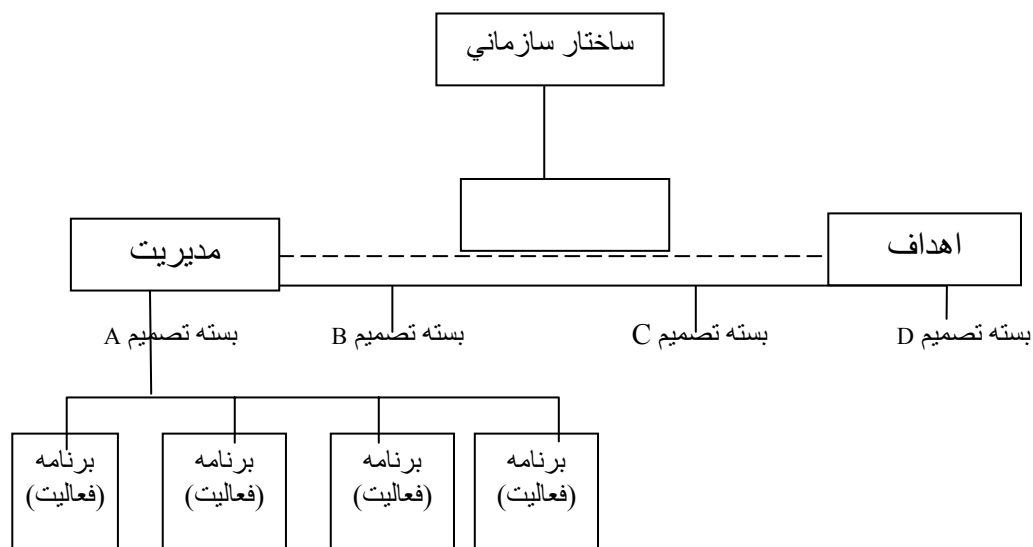 ساختار سازماني
مديريت
اهداف
بسته تصميم A
بسته تصميم B
بسته تصميم C
بسته تصميم D
برنامه
(فعاليت)
برنامه
(فعاليت)
برنامه
(فعاليت)
برنامه
(فعاليت)